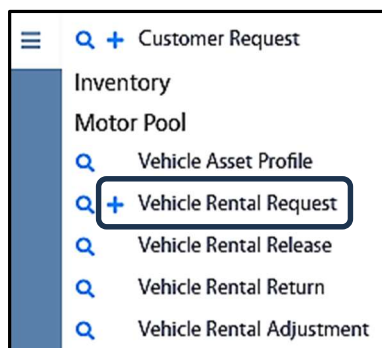 Customer Request
Inventory
Motor Pool
Vehicle Asset Profile
Vehicle Rental Request
Vehicle Rental Release
Vehicle Rental Return
Vehicle Rental Adjustment